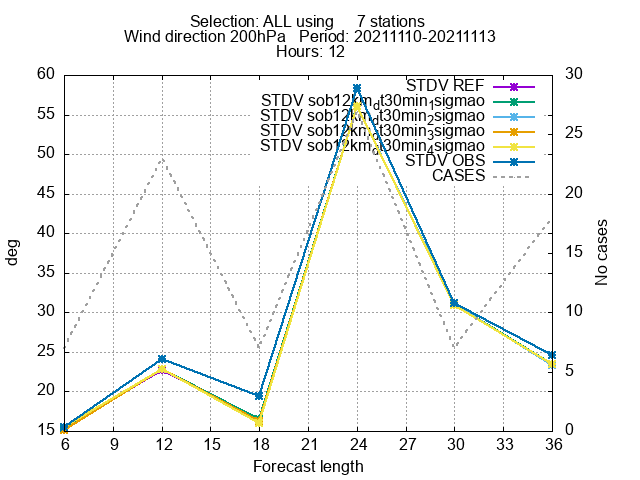 Selection: ALL using 7 stations
Wind direction 200hPa Period: 20211110-20211113
Hours: 12
60 30
STDV REF
55
STDV sob12km_dt30min_1sigmao
STDV sob12km_dt30min_2sigmao
25
STDV sob12km_dt30min_3sigmao
50
STDV sob12km_dt30min_4sigmao
STDV OBS
CASES
45 20
40
deg
No cases
15
35
30 10
25
5
20
15 0
6 9 12 15 18 21 24 27 30 33 36
Forecast length